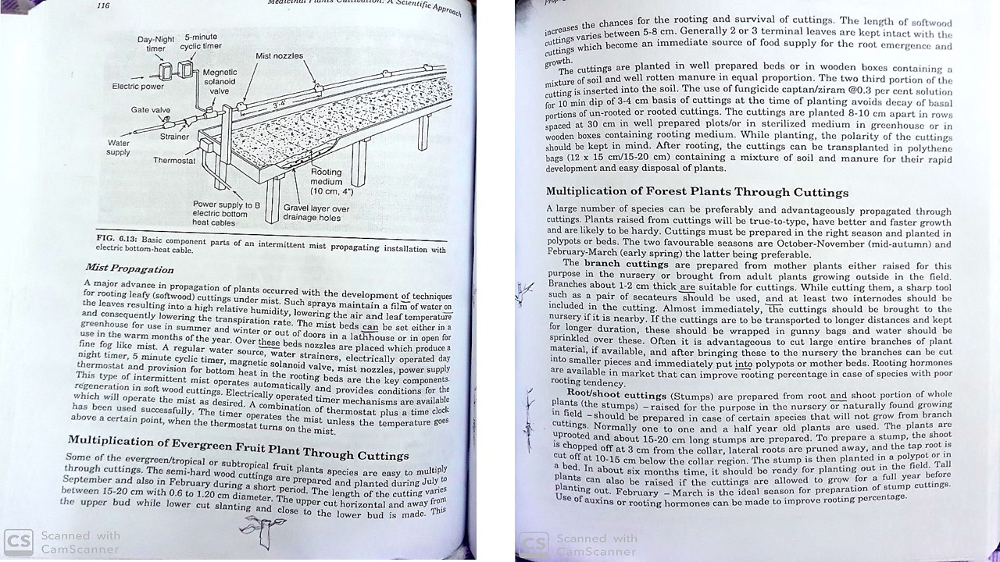 116
Medicinal Plants Cultivation: A Scientific Approach
Day-Night
timer
5-minute
cyclic timer
Mist nozzles
Electric power
Megnetic
solanoid
valve
3'-4'
Gate valve
Strainer
Water
supply
Thermostat
Rooting
medium
(10 cm, 4")
Power supply to B
electric bottom
heat cables
Gravel layer over
drainage holes
FIG. 6.13: Basic component parts of an intermittent mist propagating installation with
electric bottom-heat cable.
Mist Propagation
A major advance in propagation of plants occurred with the development of techniques
for rooting leafy (softwood) cuttings under mist. Such sprays maintain a film of water on
the leaves resulting into a high relative humidity, lowering the air and leaf temperature
and consequently lowering the transpiration rate. The mist beds can be set either in a
greenhouse for use in summer and winter or out of doors in a lathhouse or in open for
use in the warm months of the year. Over these beds nozzles are placed which produce a
fine fog like mist. A regular water source, water strainers, electrically operated day
night timer, 5 minute cyclic timer, magnetic solanoid valve, mist nozzles, power supply
thermostat and provision for bottom heat in the rooting beds are the key components.
This type of intermittent mist operates automatically and provides conditions for the
regeneration in soft wood cuttings. Electrically operated timer mechanisms are available
which will operate the mist as desired. A combination of thermostat plus a time clock
has been used successfully. The timer operates the mist unless the temperature goes
above a certain point, when the thermostat turns on the mist.
Multiplication of Evergreen Fruit Plant Through Cuttings
Some of the evergreen/tropical or subtropical fruit plants species are easy to multiply
through cuttings. The semi-hard wood cuttings are prepared and planted during July to
September and also in February during a short period. The length of the cutting varies
between 15-20 cm with 0.6 to 1.20 cm diameter. The upper cut horizontal and away from
the upper bud while lower cut slanting and close to the lower bud is made. This
CS Scanned with
CamScanner
increases the chances for the rooting and survival of cuttings. The length of softwood
cuttings varies between 5-8 cm. Generally 2 or 3 terminal leaves are kept intact with the
cuttings which become an immediate source of food supply for the root emergence and
growth.
The cuttings are planted in well prepared beds or in wooden boxes containing a
mixture of soil and well rotten manure in equal proportion. The two third portion of the
cutting is inserted into the soil. The use of fungicide captan/ziram @0.3 per cent solution
for 10 min dip of 3-4 cm basis of cuttings at the time of planting avoids decay of basal
portions of un-rooted or rooted cuttings. The cuttings are planted 8-10 cm apart in rows
spaced at 30 cm in well prepared plots/or in sterilized medium in greenhouse or in
wooden boxes containing rooting medium. While planting, the polarity of the cuttings
should be kept in mind. After rooting, the cuttings can be transplanted in polythene
bags (12 x 15 cm/15-20 cm) containing a mixture of soil and manure for their rapid
development and easy disposal of plants.
Multiplication of Forest Plants Through Cuttings
A large number of species can be preferably and advantageously propagated through
cuttings. Plants raised from cuttings will be true-to-type, have better and faster growth
and are likely to be hardy. Cuttings must be prepared in the right season and planted in
polypots or beds. The two favourable seasons are October-November (mid-autumn) and
February-March (early spring) the latter being preferable.
The branch cuttings are prepared from mother plants either raised for this
purpose in the nursery or brought from adult plants growing outside in the field.
Branches about 1-2 cm thick are suitable for cuttings. While cutting them, a sharp tool
such as a pair of secateurs should be used, and at least two internodes should be
included in the cutting. Almost immediately, the cuttings should be brought to the
nursery if it is nearby. If the cuttings are to be transported to longer distances and kept
for longer duration, these should be wrapped in gunny bags and water should be
sprinkled over these. Often it is advantageous to cut large entire branches of plant
material, if available, and after bringing these to the nursery the branches can be cut
into smaller pieces and immediately put into polypots or mother beds. Rooting hormones
are available in market that can improve rooting percentage in case of species with poor
rooting tendency.
Root/shoot cuttings (Stumps) are prepared from root and shoot portion of whole
plants (the stumps) – raised for the purpose in the nursery or naturally found growing
in field – should be prepared in case of certain species that will not grow from branch
cuttings. Normally one to one and a half year old plants are used. The plants are
uprooted and about 15-20 cm long stumps are prepared. To prepare a stump, the shoot
is chopped off at 3 cm from the collar, lateral roots are pruned away, and the tap root is
cut off at 10-15 cm below the collar region. The stump is then planted in a polypot or in
a bed. In about six months time, it should be ready for planting out in the field. Tall
plants can also be raised if the cuttings are allowed to grow for a full year before
planting out. February – March is the ideal season for preparation of stump cuttings.
Use of auxins or rooting hormones can be made to improve rooting percentage.
CS Scanned with
CamScanner